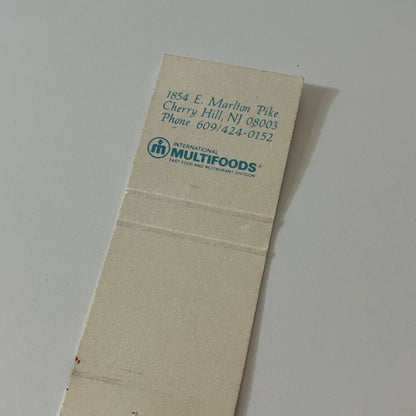 1854 E. Marlton Pike
Cherry Hill, NJ 08003
Phone 609/424-0152
INTERNATIONAL
MULTIFOODS®
FAST FOOD AND RESTAURANT DIVISION